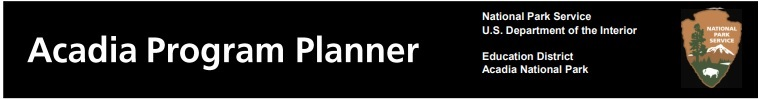 Acadia Program Planner
National Park Service
U.S. Department of the Interior
Education District
Acadia National Park
NATIONAL
PARK
SERVICE